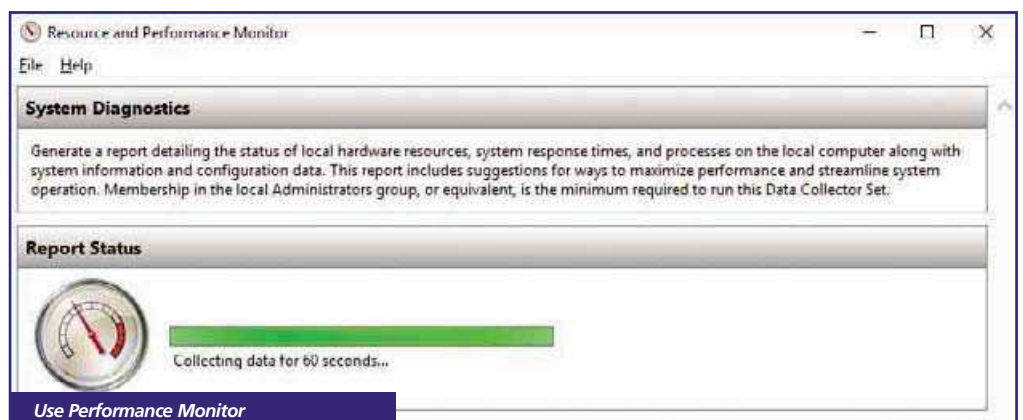 Resource and Performance Monitor
File Help
System Diagnostics
Generate a report detailing the status of local hardware resources, system response times, and processes on the local computer along with
system information and configuration data. This report includes suggestions for ways to maximize performance and streamline system
operation. Membership in the local Administrators group, or equivalent, is the minimum required to run this Data Collector Set.
Report Status
Collecting data for 60 seconds...
Use Performance Monitor